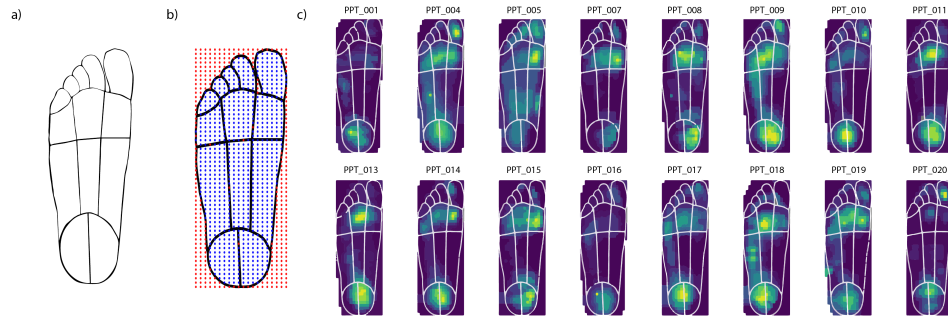 a)
b)
c)
PPT_001 PPT_004 PPT_005 PPT_007 PPT_008 PPT_009 PPT_010 PPT_011
PPT_013 PPT_014 PPT_015 PPT_016 PPT_017 PPT_018 PPT_019 PPT_020